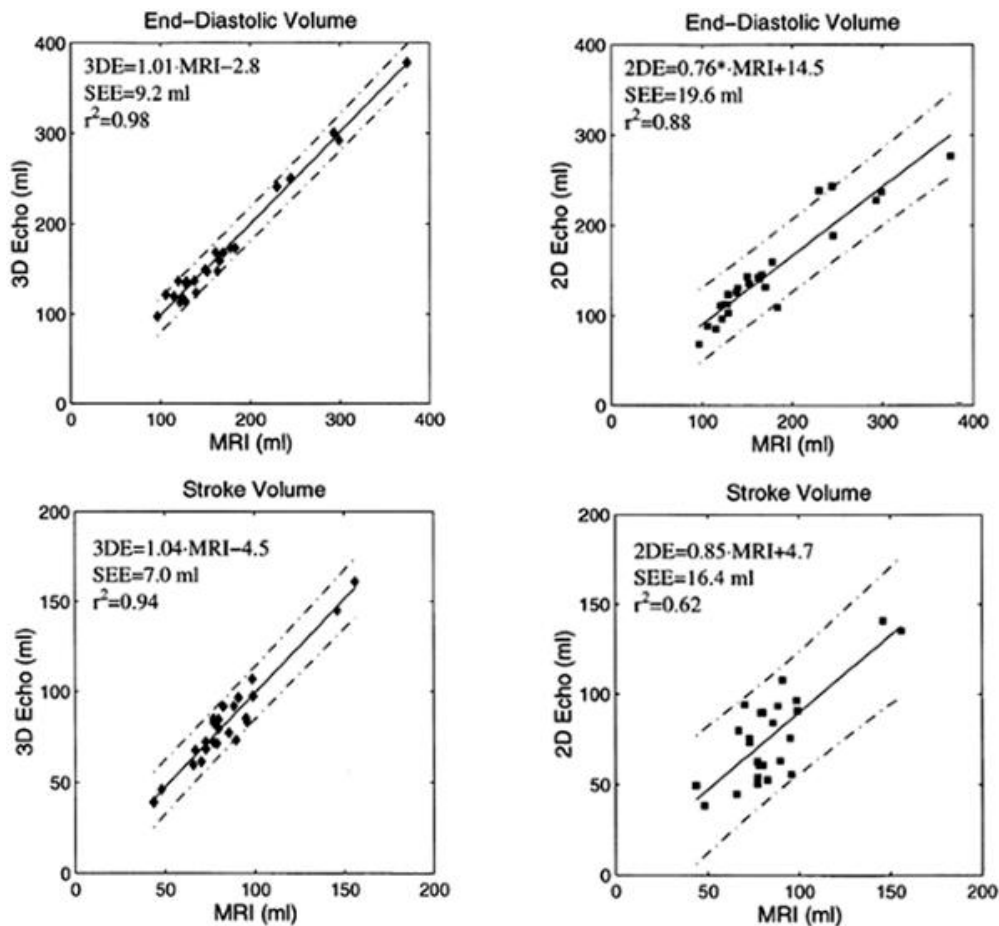 End-Diastolic Volume
400
300
200
100
0
3D Echo (ml)
3DE=1.01·MRI−2.8
SEE=9.2 ml
r²=0.98
0 100 200 300 400
MRI (ml)
End-Diastolic Volume
400
300
200
100
0
2D Echo (ml)
2DE=0.76*·MRI+14.5
SEE=19.6 ml
r²=0.88
0 100 200 300 400
MRI (ml)
Stroke Volume
200
150
100
50
0
3D Echo (ml)
3DE=1.04·MRI−4.5
SEE=7.0 ml
r²=0.94
0 50 100 150 200
MRI (ml)
Stroke Volume
200
150
100
50
0
2D Echo (ml)
2DE=0.85·MRI+4.7
SEE=16.4 ml
r²=0.62
0 50 100 150 200
MRI (ml)